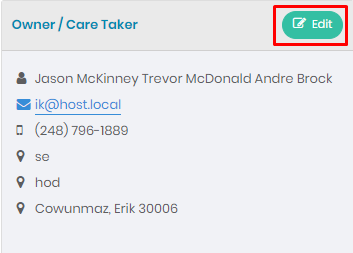 Owner / Care Taker
Edit
Jason McKinney Trevor McDonald Andre Brock
ik@host.local
(248) 796-1889
se
hod
Cowunmaz, Erik 30006